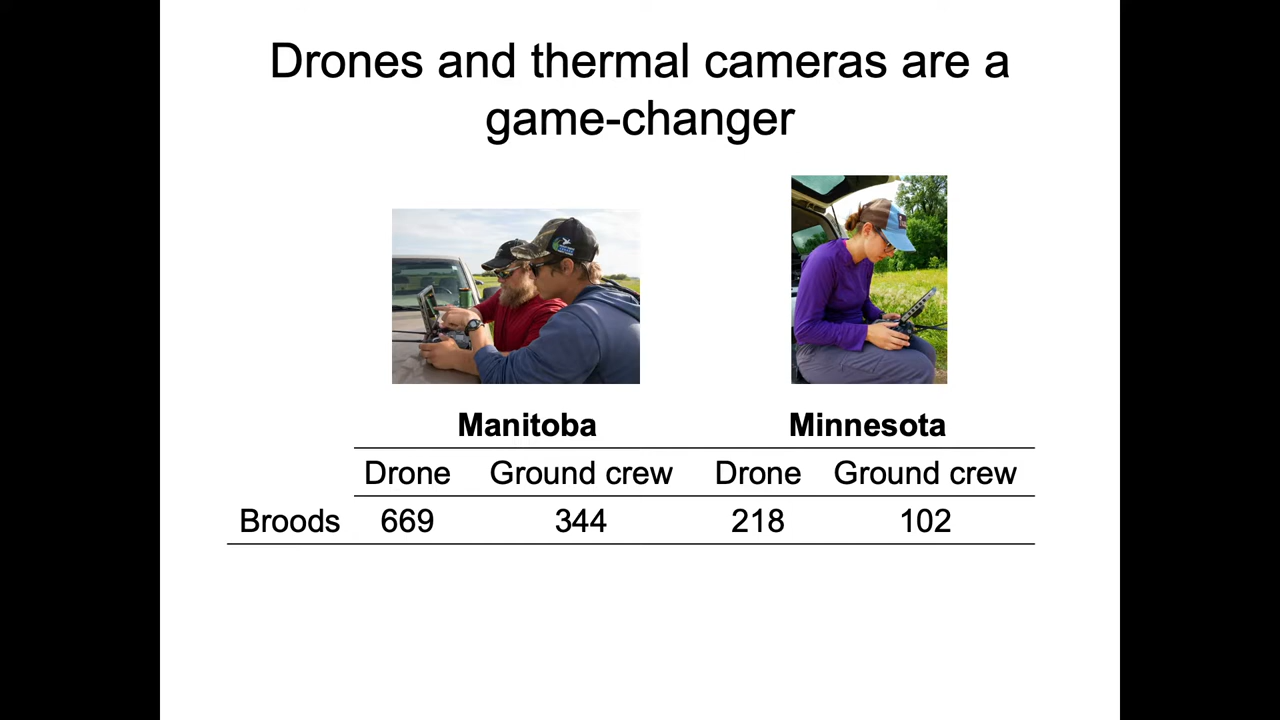 Drones and thermal cameras are a
game-changer
Manitoba Minnesota
Drone Ground crew Drone Ground crew
Broods 669 344 218 102